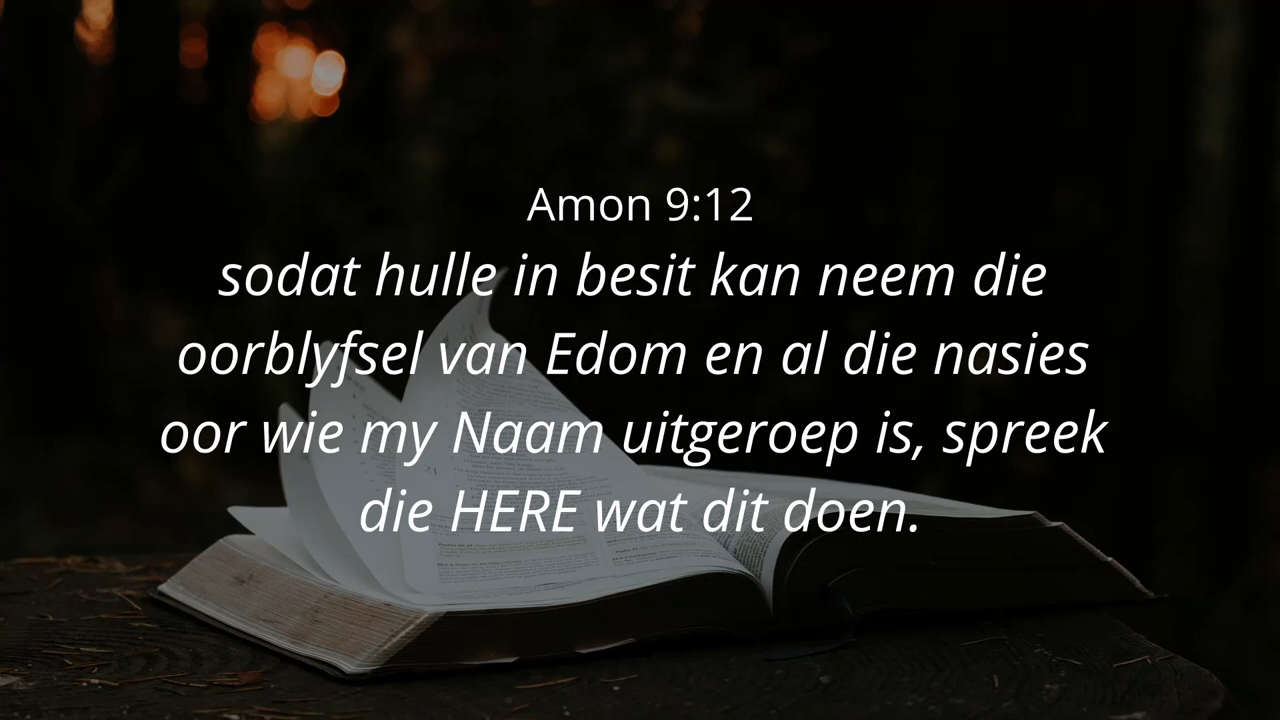 Amon 9:12
sodat hulle in besit kan neem die
oorblyfsel van Edom en al die nasies
oor wie my Naam uitgeroep is, spreek
die HERE wat dit doen.